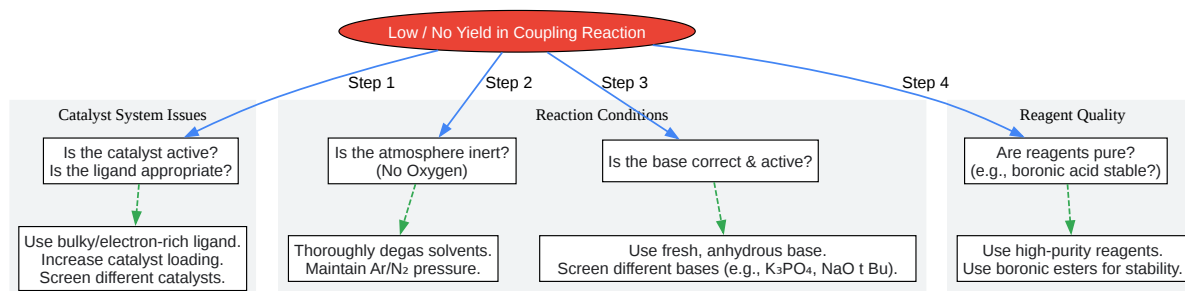 Low / No Yield in Coupling Reaction
Step 1
Step 2
Step 3
Step 4
Catalyst System Issues
Reaction Conditions
Reagent Quality
Is the catalyst active?
Is the ligand appropriate?
Is the atmosphere inert?
(No Oxygen)
Is the base correct & active?
Are reagents pure?
(e.g., boronic acid stable?)
Use bulky/electron-rich ligand.
Increase catalyst loading.
Screen different catalysts.
Thoroughly degas solvents.
Maintain Ar/N₂ pressure.
Use fresh, anhydrous base.
Screen different bases (e.g., K₃PO₄, NaO t Bu).
Use high-purity reagents.
Use boronic esters for stability.